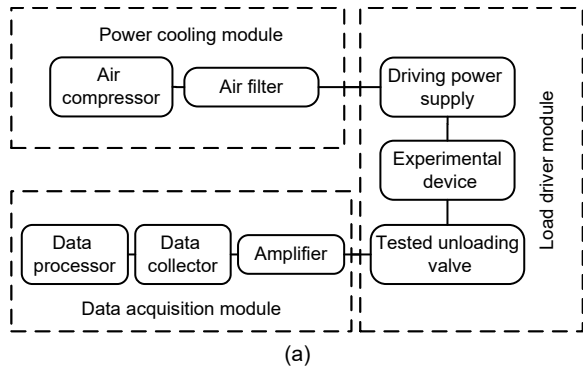 Power cooling module
Air
compressor
Air filter
Driving power
supply
Experimental
device
Load driver module
Data
processor
Data
collector
Amplifier
Tested unloading
valve
Data acquisition module
(a)